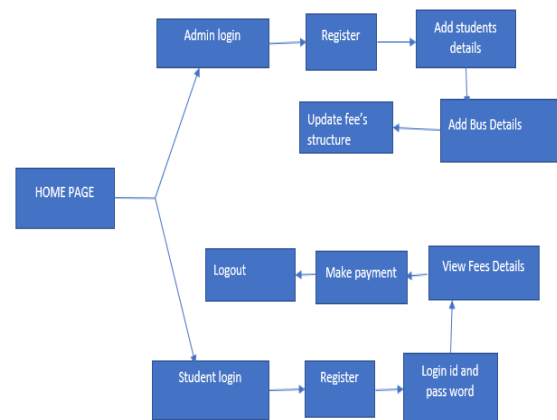 Admin login
Register
Add students
details
Update fee's
structure
Add Bus Details
HOME PAGE
Logout
Make payment
View Fees Details
Student login
Register
Login id and
pass word